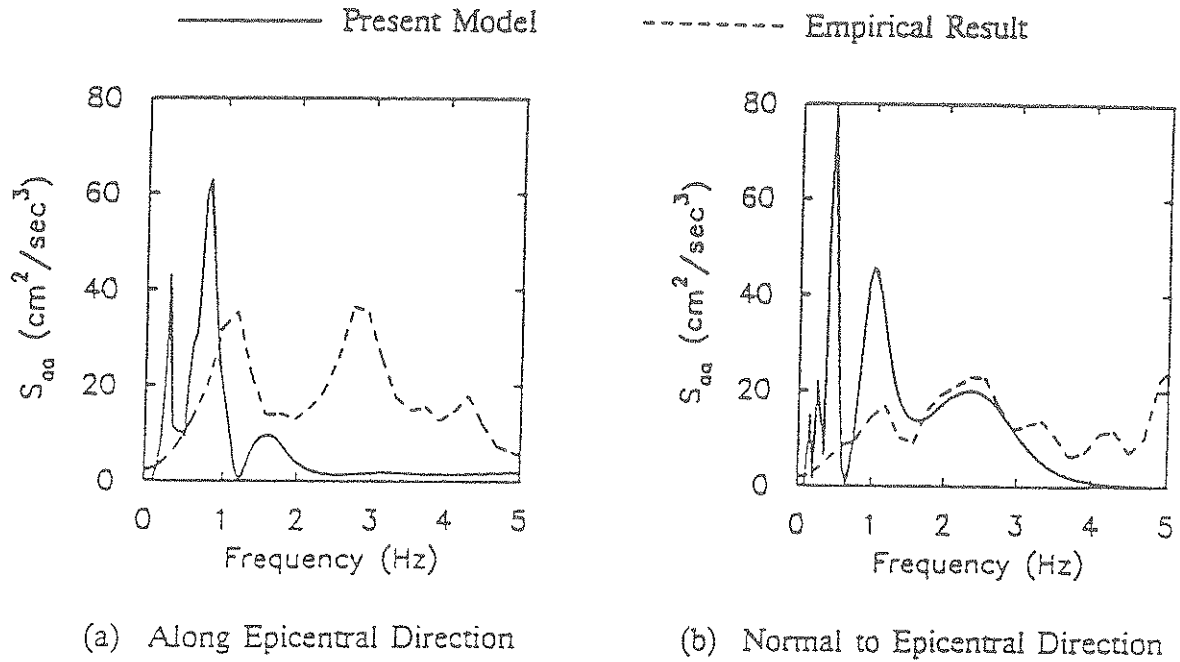 Present Model
Empirical Result
80
60
40
20
0
S_aa (cm²/sec³)
0 1 2 3 4 5
Frequency (Hz)
(a) Along Epicentral Direction
80
60
40
20
0
S_aa (cm²/sec³)
0 1 2 3 4 5
Frequency (Hz)
(b) Normal to Epicentral Direction